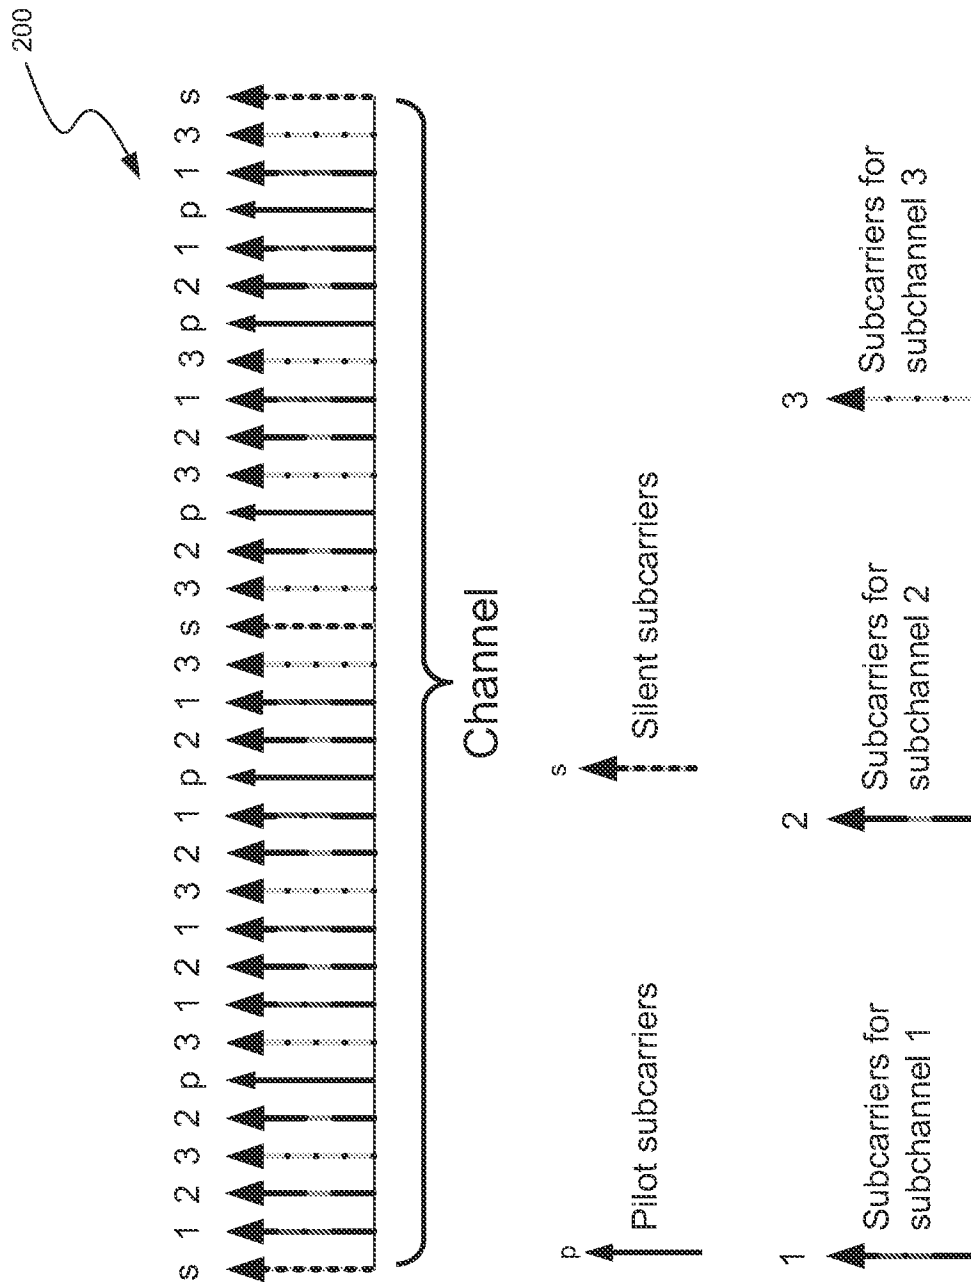 200
s 1 2 3 2 p 3 1 2 1 3 2 1 p 2 1 3 s 3 2 p 3 2 1 3 p 2 1 p 1 3 s
Channel
p
Pilot subcarriers
s
Silent subcarriers
1
Subcarriers for
subchannel 1
2
Subcarriers for
subchannel 2
3
Subcarriers for
subchannel 3